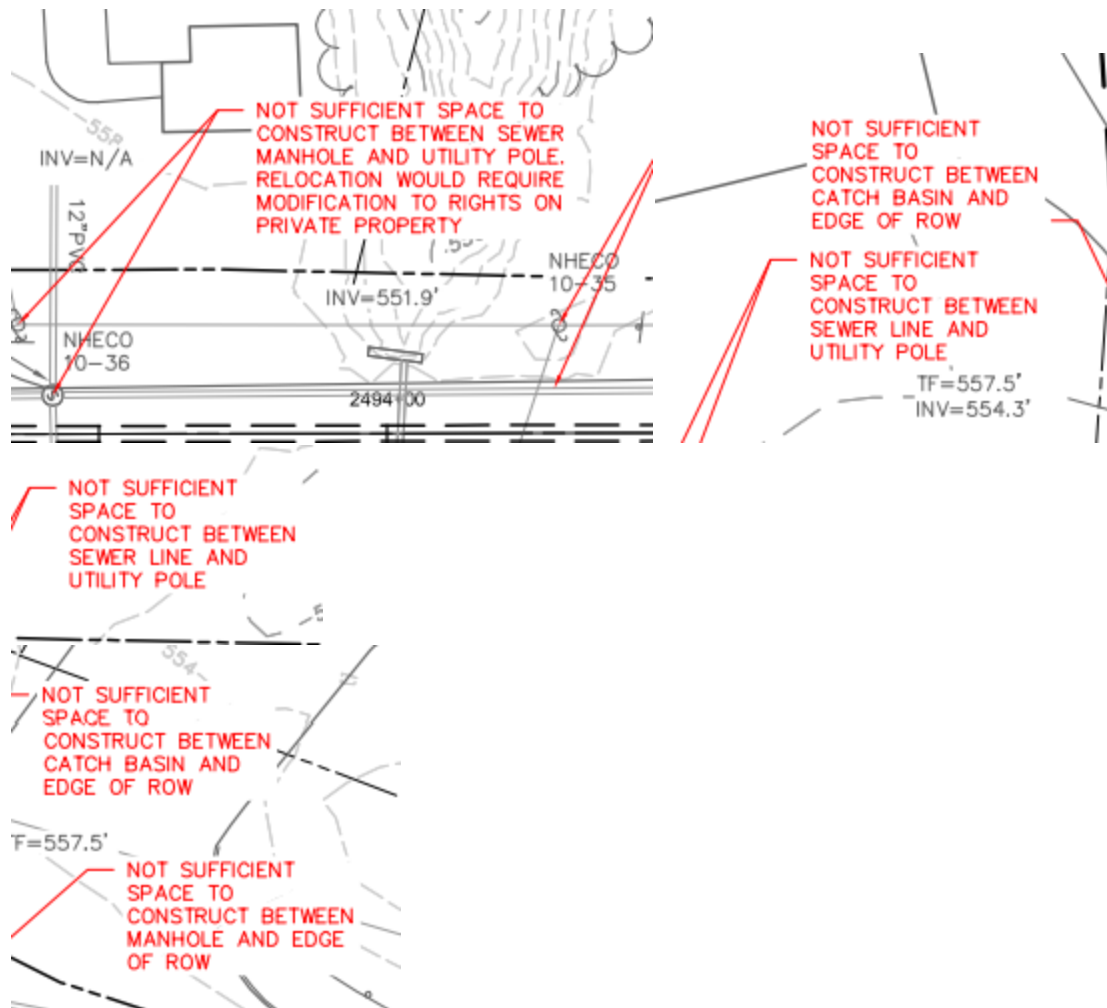 558
NOT SUFFICIENT SPACE TO
CONSTRUCT BETWEEN SEWER
MANHOLE AND UTILITY POLE.
RELOCATION WOULD REQUIRE
MODIFICATION TO RIGHTS ON
PRIVATE PROPERTY
INV=N/A
12"PVC
INV=551.9'
NHECO
10-35
NHECO
10-36
2494+00
NOT SUFFICIENT
SPACE TO
CONSTRUCT BETWEEN
CATCH BASIN AND
EDGE OF ROW
NOT SUFFICIENT
SPACE TO
CONSTRUCT BETWEEN
SEWER LINE AND
UTILITY POLE
TF=557.5'
INV=554.3'
NOT SUFFICIENT
SPACE TO
CONSTRUCT BETWEEN
SEWER LINE AND
UTILITY POLE
554
NOT SUFFICIENT
SPACE TO
CONSTRUCT BETWEEN
CATCH BASIN AND
EDGE OF ROW
F=557.5'
NOT SUFFICIENT
SPACE TO
CONSTRUCT BETWEEN
MANHOLE AND EDGE
OF ROW